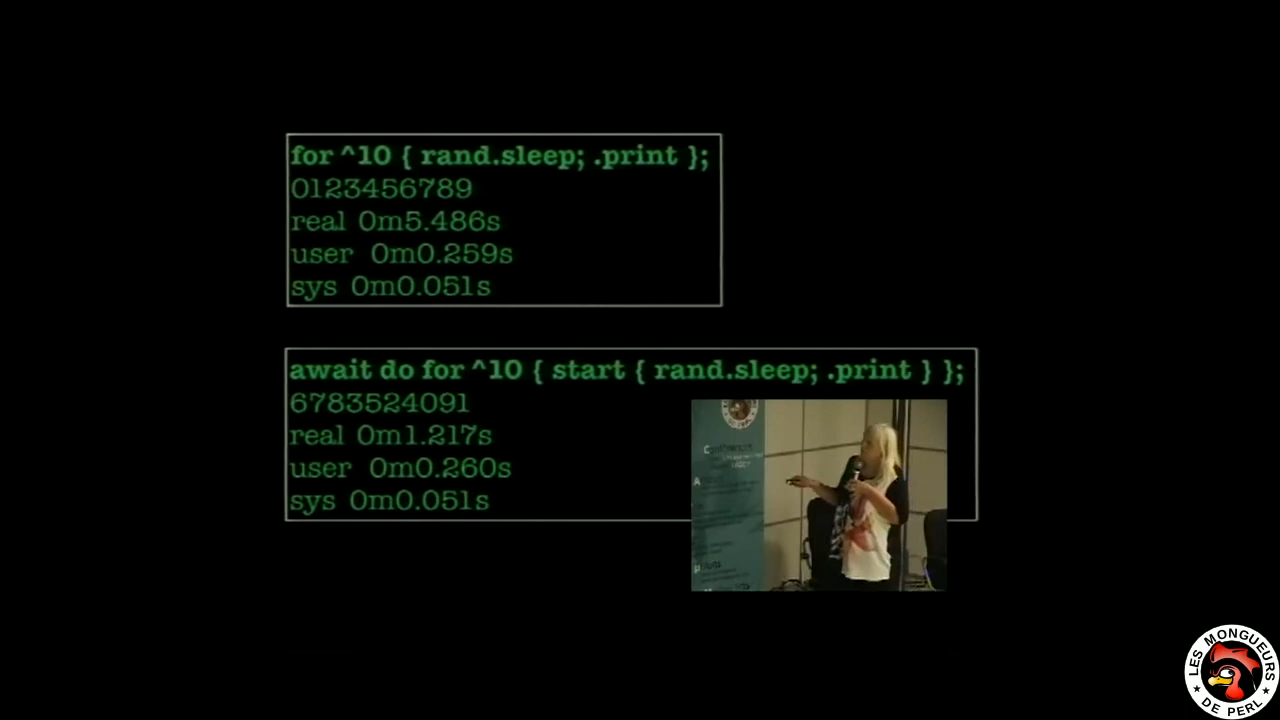 for ^10 { rand.sleep; .print };
0123456789
real 0m5.486s
user 0m0.259s
sys 0m0.051s
await do for ^10 { start { rand.sleep; .print } };
6783524091
real 0m1.217s
user 0m0.260s
sys 0m0.051s
LES MONGUEURS
DE PERL